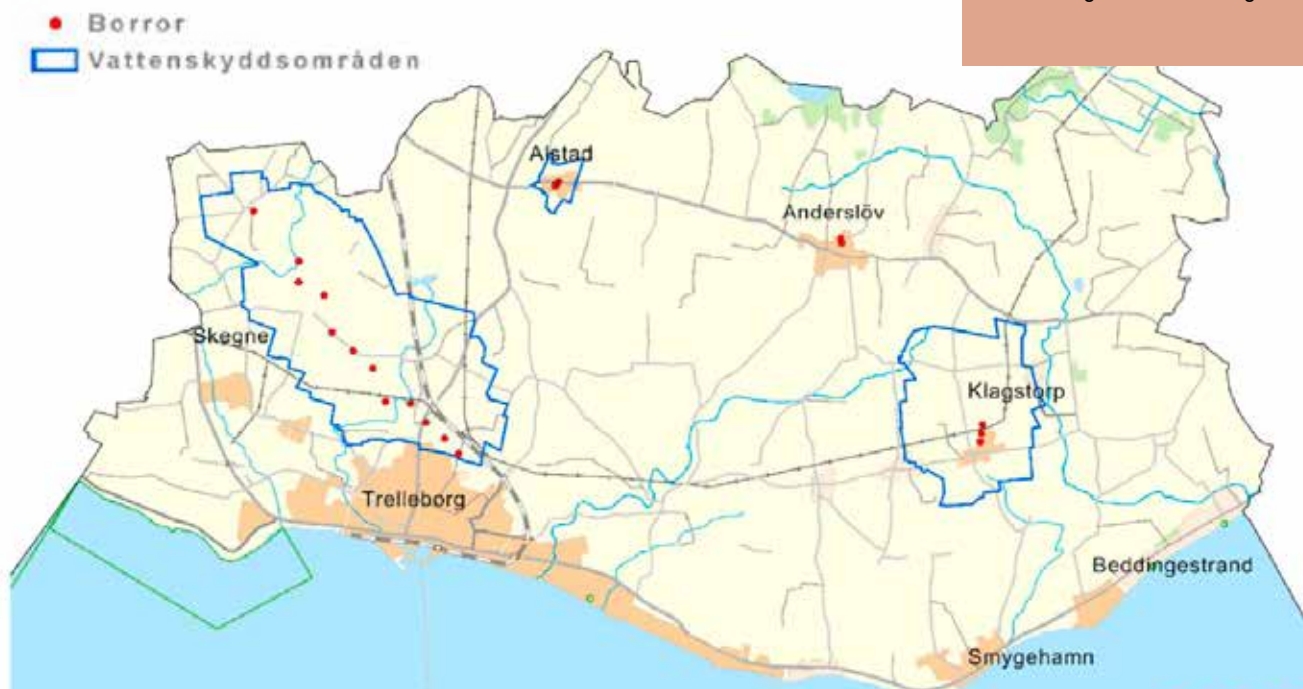 Borror
Vattenskyddsområden
Alstad
Anderslöv
Skegne
Klagstorp
Trelleborg
Beddingestrand
Smygehamn